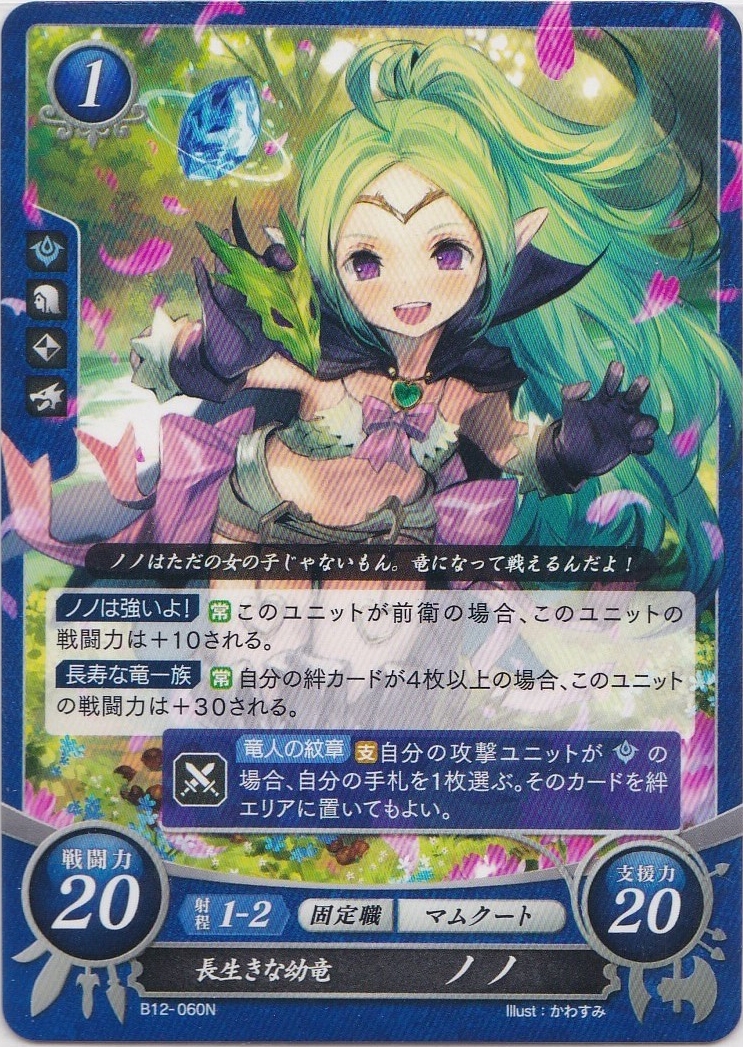 1
ノノはただの女の子じゃないもん。竜になって戦えるんだよ！
ノノは強いよ！ 常 このユニットが前衛の場合、このユニットの
戦闘力は＋10される。
長寿な竜一族 常 自分の絆カードが4枚以上の場合、このユニット
の戦闘力は＋30される。
竜人の紋章 支 自分の攻撃ユニットが の
場合、自分の手札を1枚選ぶ。そのカードを絆
エリアに置いてもよい。
戦闘力
20
射程 1-2 固定職 マムクート
支援力
20
長生きな幼竜 ノノ
B12-060N
Illust：かわすみ